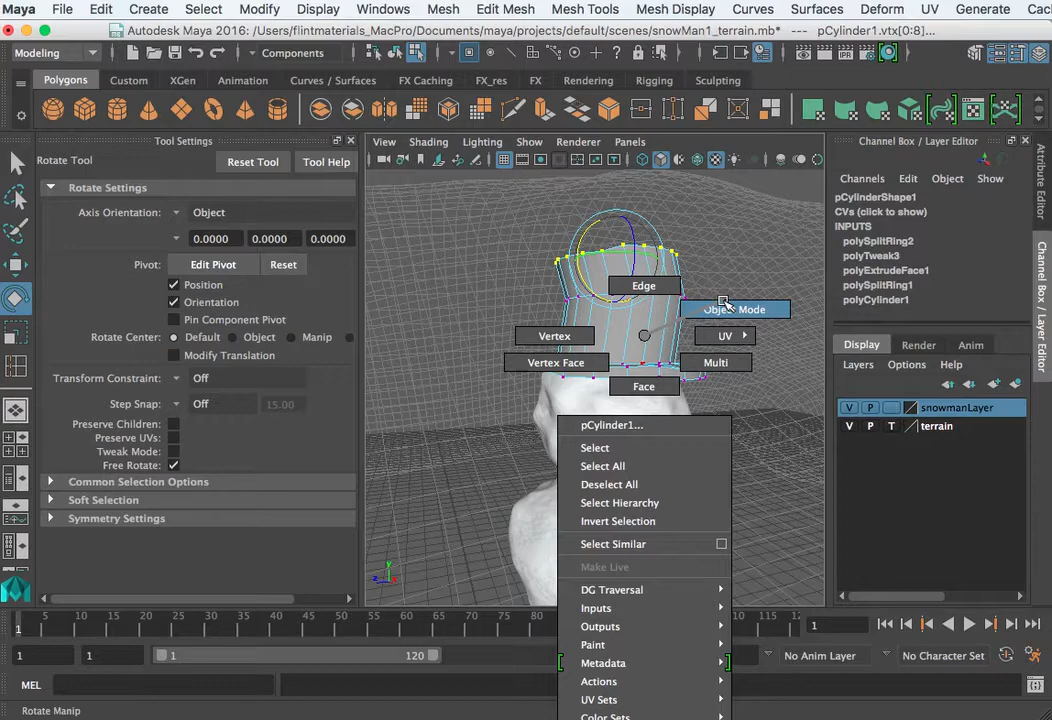 Maya File Edit Create Select Modify Display Windows Mesh Edit Mesh Mesh Tools Mesh Display Curves Surfaces Deform UV Generate Cac
Autodesk Maya 2016: /Users/flintmaterials_MacPro/Documents/maya/projects/default/scenes/snowMan1_terrain.mb* --- pCylinder1.vtx[0:8]...
Modeling Components
Polygons Custom XGen Animation Curves / Surfaces FX Caching FX_res FX Rendering Rigging Sculpting
Tool Settings
Rotate Tool Reset Tool Tool Help
Rotate Settings
Axis Orientation: Object
0.0000 0.0000 0.0000
Pivot: Edit Pivot Reset
Position
Orientation
Pin Component Pivot
Rotate Center: Default Object Manip
Modify Translation
Transform Constraint: Off
Step Snap: Off 15.00
Preserve Children:
Preserve UVs:
Tweak Mode:
Free Rotate:
Common Selection Options
Soft Selection
Symmetry Settings
View Shading Lighting Show Renderer Panels
Edge
Object Mode
Vertex UV
Vertex Face Multi
Face
pCylinder1...
Select
Select All
Deselect All
Select Hierarchy
Invert Selection
Select Similar
Make Live
DG Traversal
Inputs
Outputs
Paint
Metadata
Actions
UV Sets
Color Sets
y
z x
Channel Box / Layer Editor
Channels Edit Object Show
pCylinderShape1
CVs (click to show)
INPUTS
polySplitRing2
polyTweak3
polyExtrudeFace1
polySplitRing1
polyCylinder1
Display Render Anim
Layers Options Help
V P snowmanLayer
V P T terrain
Attribute Editor
Channel Box / Layer Editor
5 10 15 20 25 30 35 40 45 50 55 60 65 70 75 80 110 1
1 1
1 1 1 120 No Anim Layer No Character Set
MEL
Rotate Manip